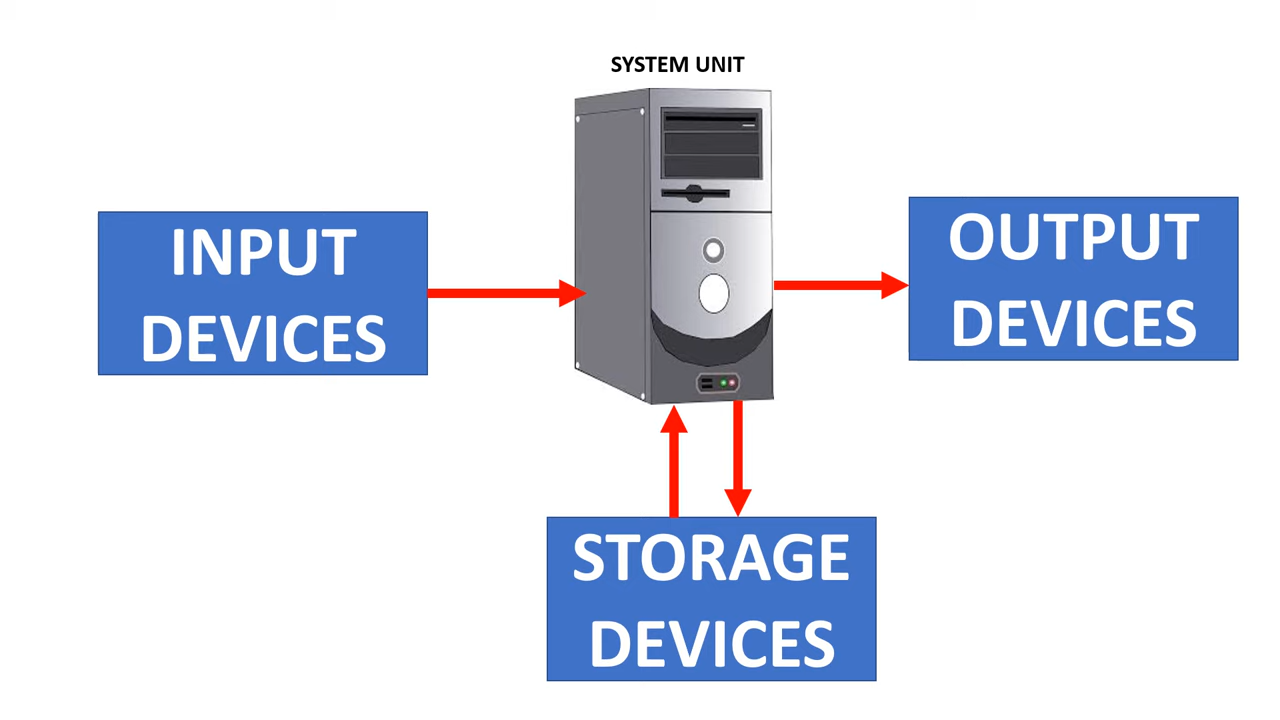 SYSTEM UNIT
INPUT
DEVICES
OUTPUT
DEVICES
STORAGE
DEVICES